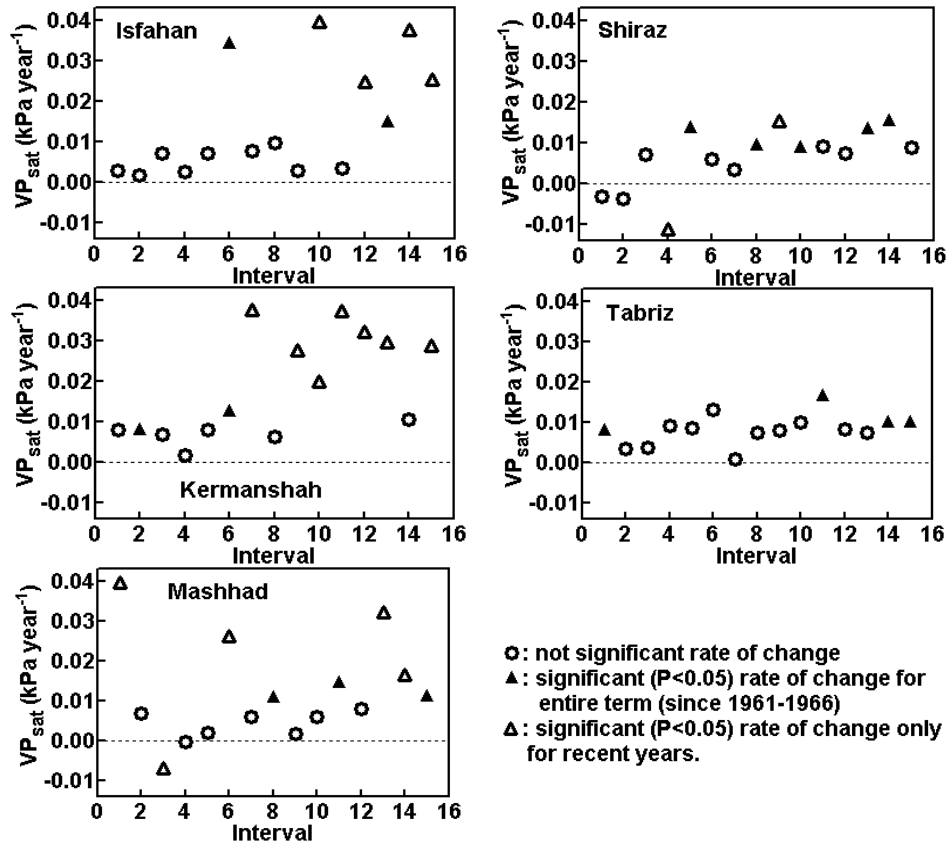 Isfahan
VPsat (kPa year-1)
0.04
0.03
0.02
0.01
0.00
-0.01
0 2 4 6 8 10 12 14 16
Interval
Shiraz
VPsat (kPa year-1)
0.04
0.03
0.02
0.01
0.00
-0.01
0 2 4 6 8 10 12 14 16
Interval
Kermanshah
VPsat (kPa year-1)
0.04
0.03
0.02
0.01
0.00
-0.01
0 2 4 6 8 10 12 14 16
Interval
Tabriz
VPsat (kPa year-1)
0.04
0.03
0.02
0.01
0.00
-0.01
0 2 4 6 8 10 12 14 16
Interval
Mashhad
VPsat (kPa year-1)
0.04
0.03
0.02
0.01
0.00
-0.01
0 2 4 6 8 10 12 14 16
Interval
: not significant rate of change
: significant (P<0.05) rate of change for
entire term (since 1961-1966)
: significant (P<0.05) rate of change only
for recent years.